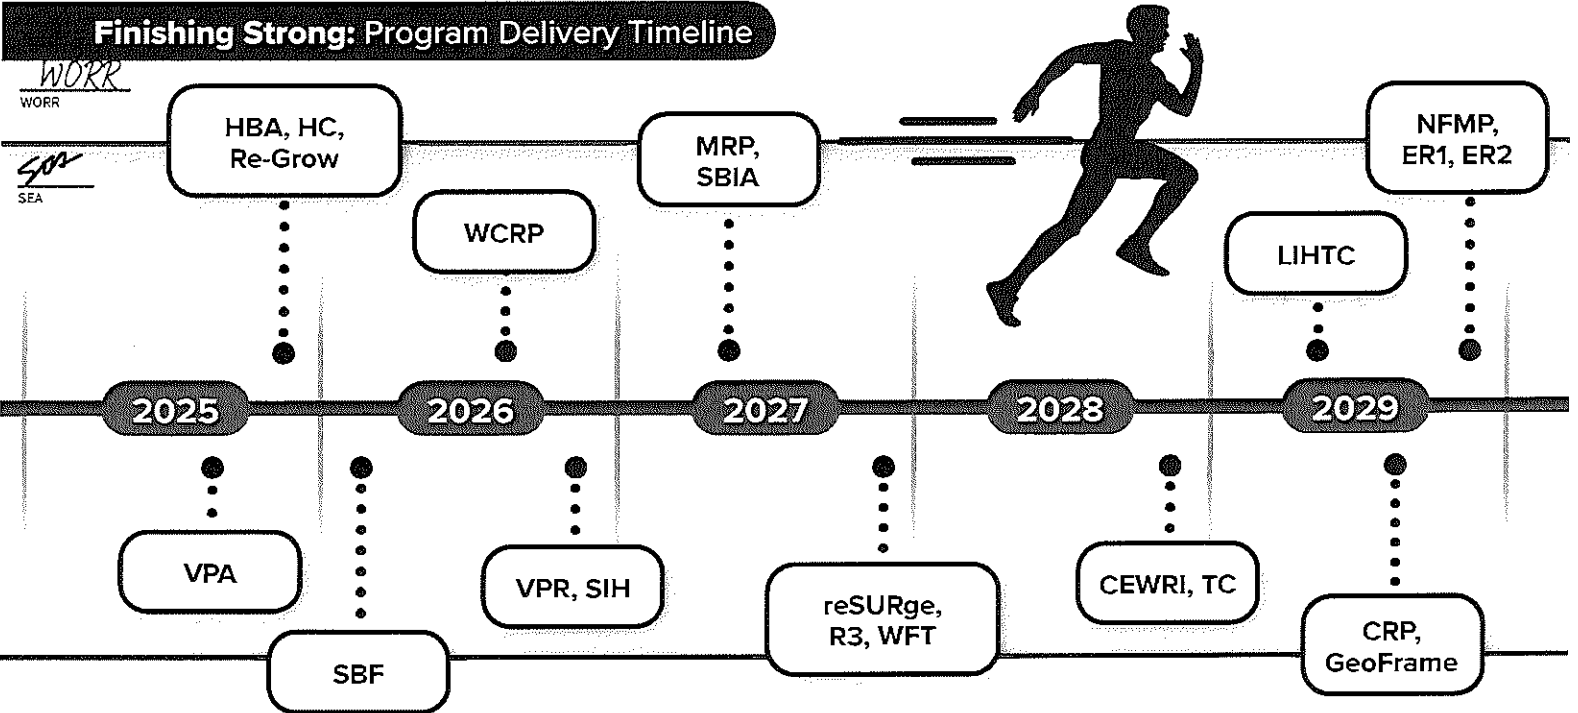 Finishing Strong: Program Delivery Timeline
WORR
WORR
SEA
HBA, HC,
Re-Grow
WCRP
MRP,
SBIA
LIHTC
NFMP,
ER1, ER2
2025
2026
2027
2028
2029
VPA
SBF
VPR, SIH
reSURge,
R3, WFT
CEWRI, TC
CRP,
GeoFrame